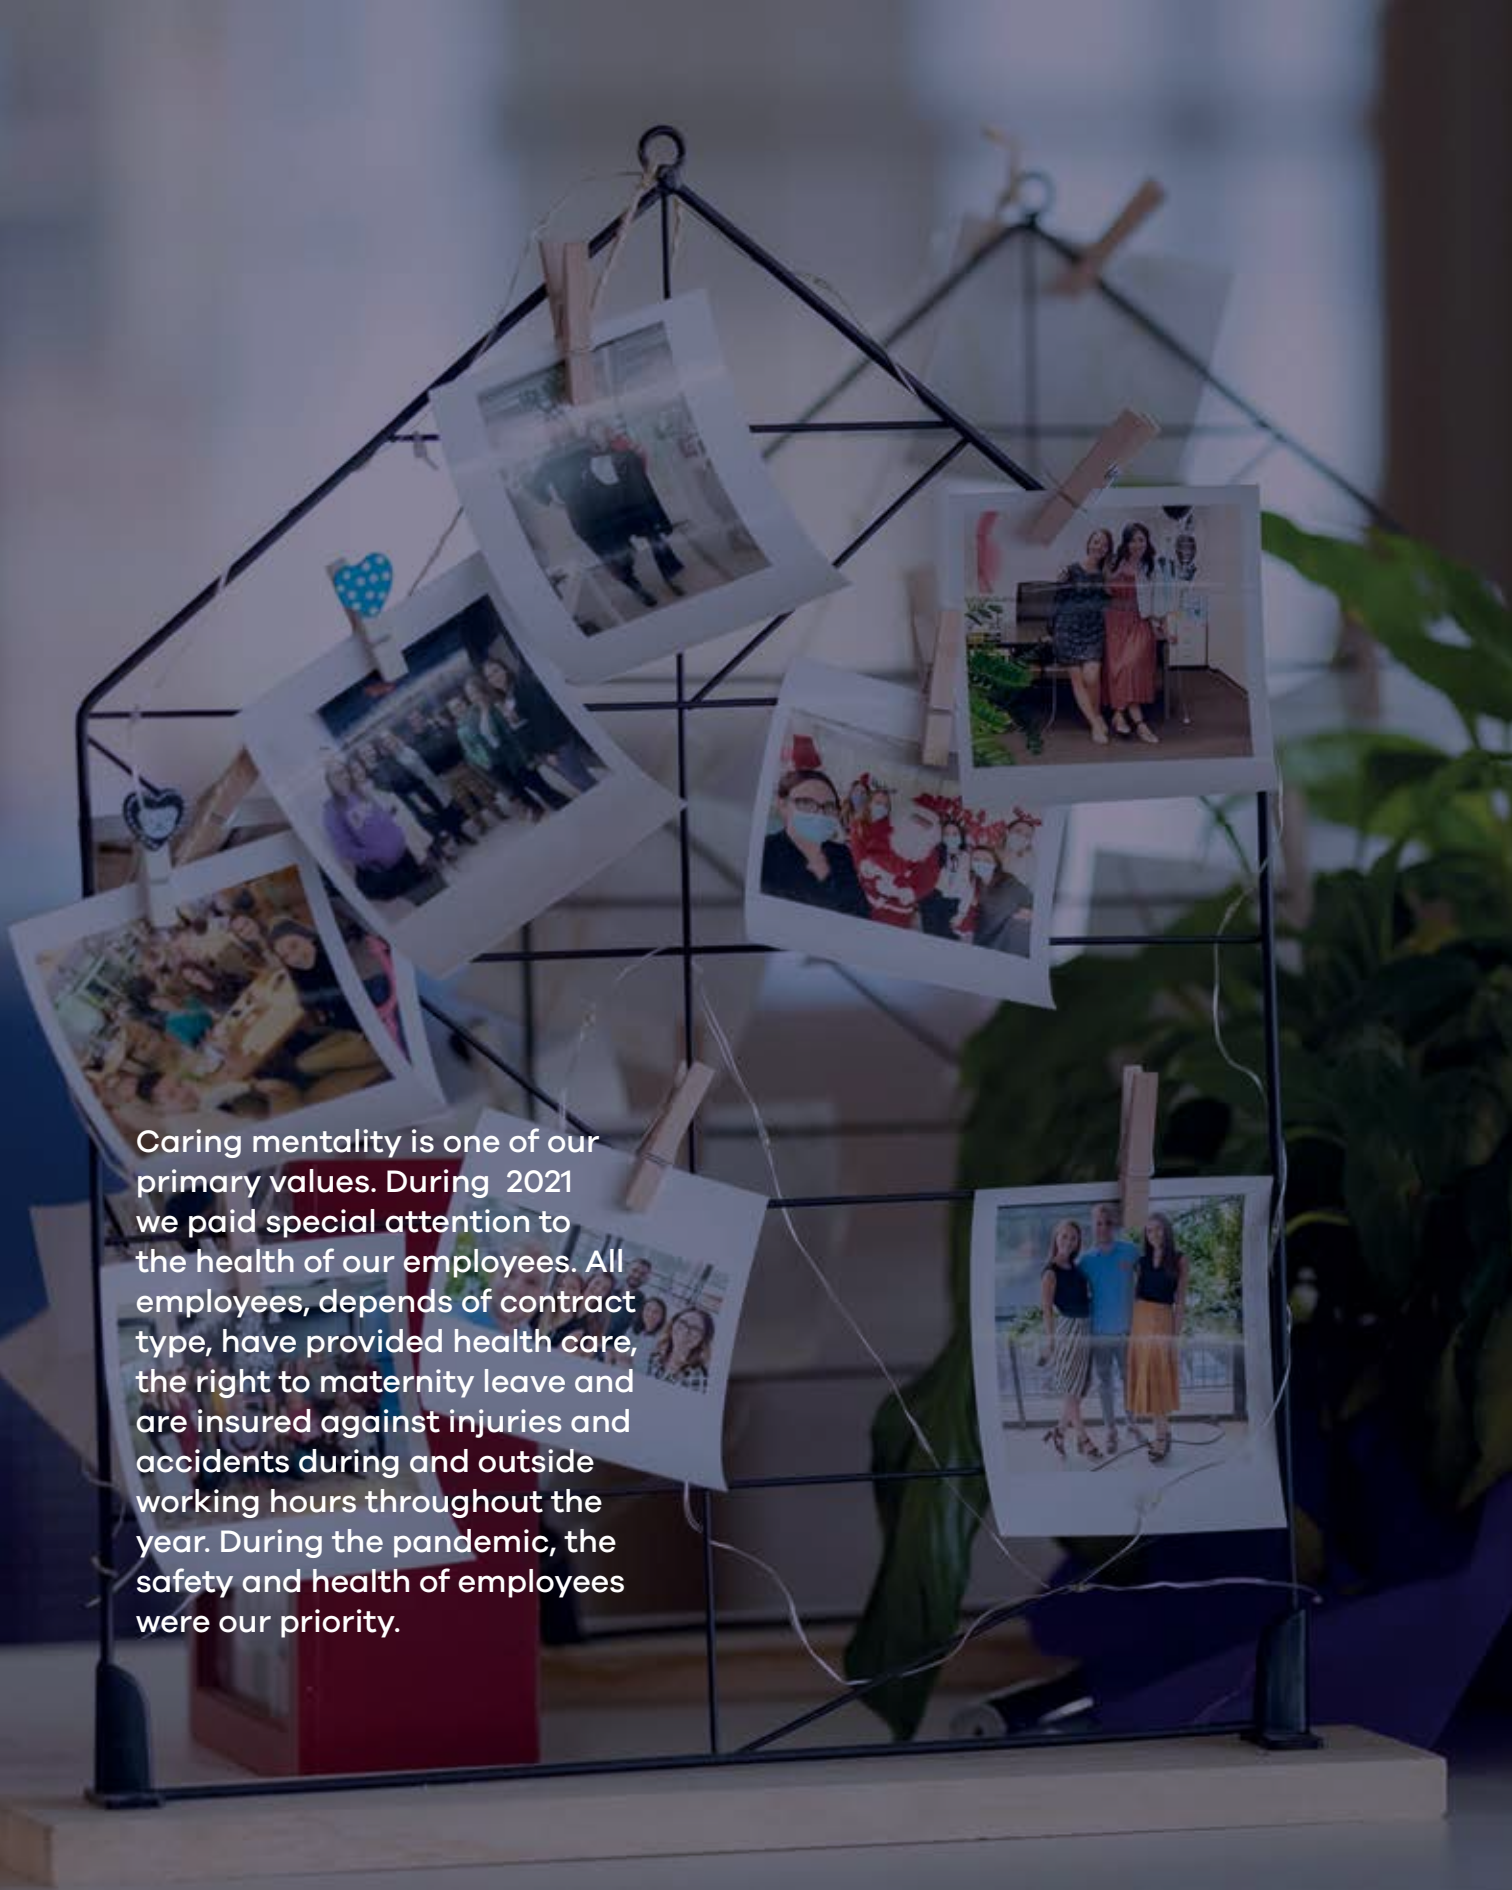 Caring mentality is one of our
primary values. During  2021
we paid special attention to
the health of our employees. All
employees, depends of contract
type, have provided health care,
the right to maternity leave and
are insured against injuries and
accidents during and outside
working hours throughout the
year. During the pandemic, the
safety and health of employees
were our priority.